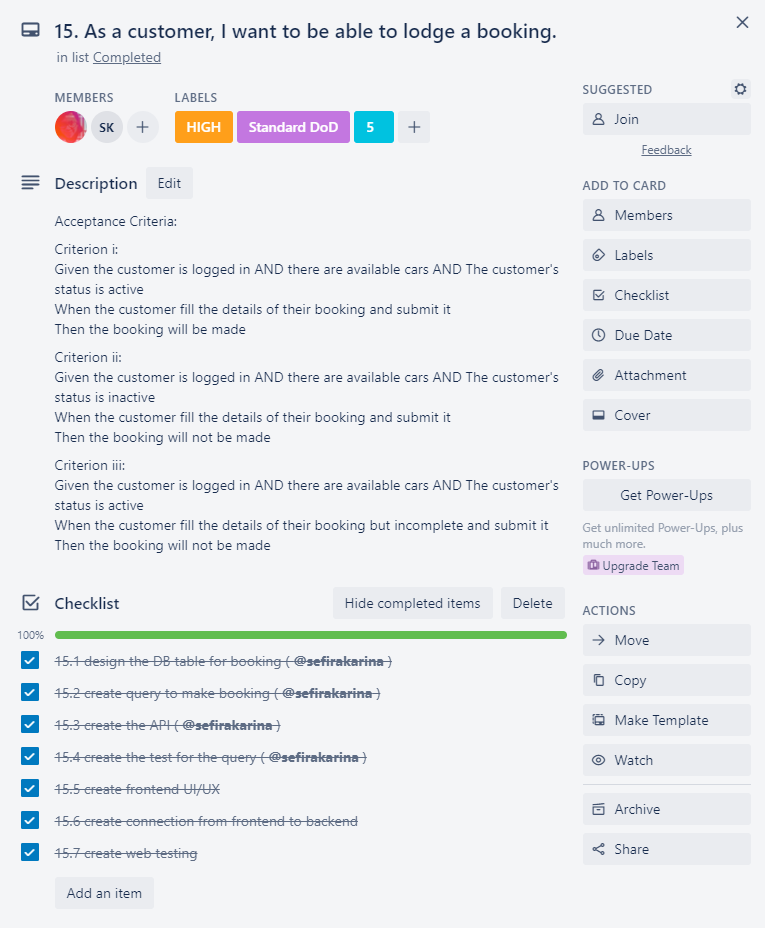 15. As a customer, I want to be able to lodge a booking.
in list Completed
MEMBERS
SK
LABELS
HIGH
Standard DoD
5
Description
Edit
Acceptance Criteria:
Criterion i:
Given the customer is logged in AND there are available cars AND The customer's
status is active
When the customer fill the details of their booking and submit it
Then the booking will be made
Criterion ii:
Given the customer is logged in AND there are available cars AND The customer's
status is inactive
When the customer fill the details of their booking and submit it
Then the booking will not be made
Criterion iii:
Given the customer is logged in AND there are available cars AND The customer's
status is active
When the customer fill the details of their booking but incomplete and submit it
Then the booking will not be made
Checklist
Hide completed items
Delete
100%
15.1 design the DB table for booking ( @sefirakarina )
15.2 create query to make booking ( @sefirakarina )
15.3 create the API ( @sefirakarina )
15.4 create the test for the query ( @sefirakarina )
15.5 create frontend UI/UX
15.6 create connection from frontend to backend
15.7 create web testing
Add an item
SUGGESTED
Join
Feedback
ADD TO CARD
Members
Labels
Checklist
Due Date
Attachment
Cover
POWER-UPS
Get Power-Ups
Get unlimited Power-Ups, plus
much more.
Upgrade Team
ACTIONS
Move
Copy
Make Template
Watch
Archive
Share